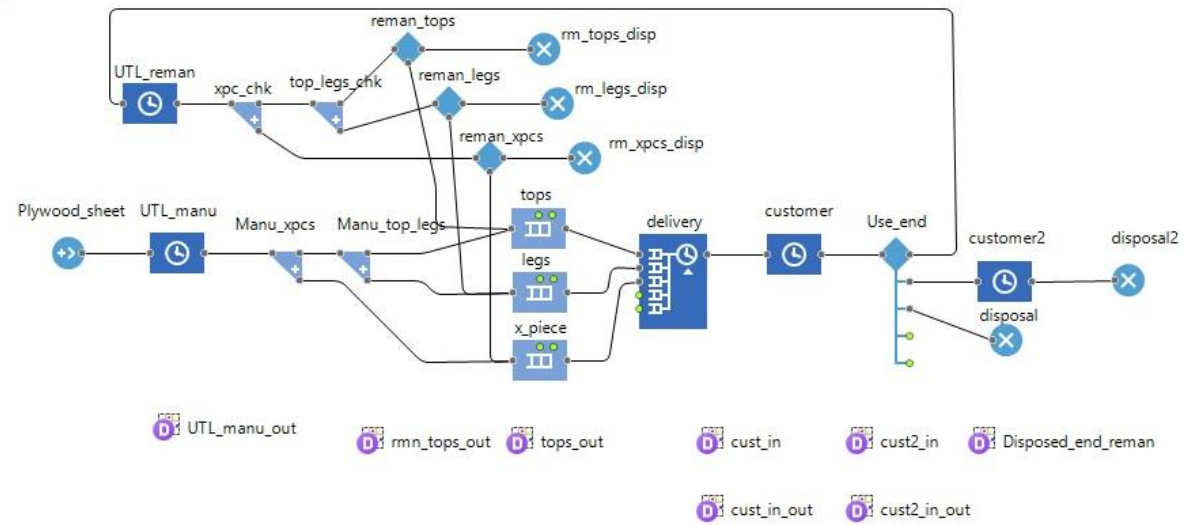 reman_tops
rm_tops_disp
UTL_reman
xpc_chk
top_legs_chk
reman_legs
rm_legs_disp
reman_xpcs
rm_xpcs_disp
Plywood_sheet
UTL_manu
Manu_xpcs
Manu_top_legs
tops
delivery
customer
Use_end
customer2
disposal2
legs
disposal
x_piece
D UTL_manu_out
D rmn_tops_out
D tops_out
D cust_in
D cust2_in
D Disposed_end_reman
D cust_in_out
D cust2_in_out